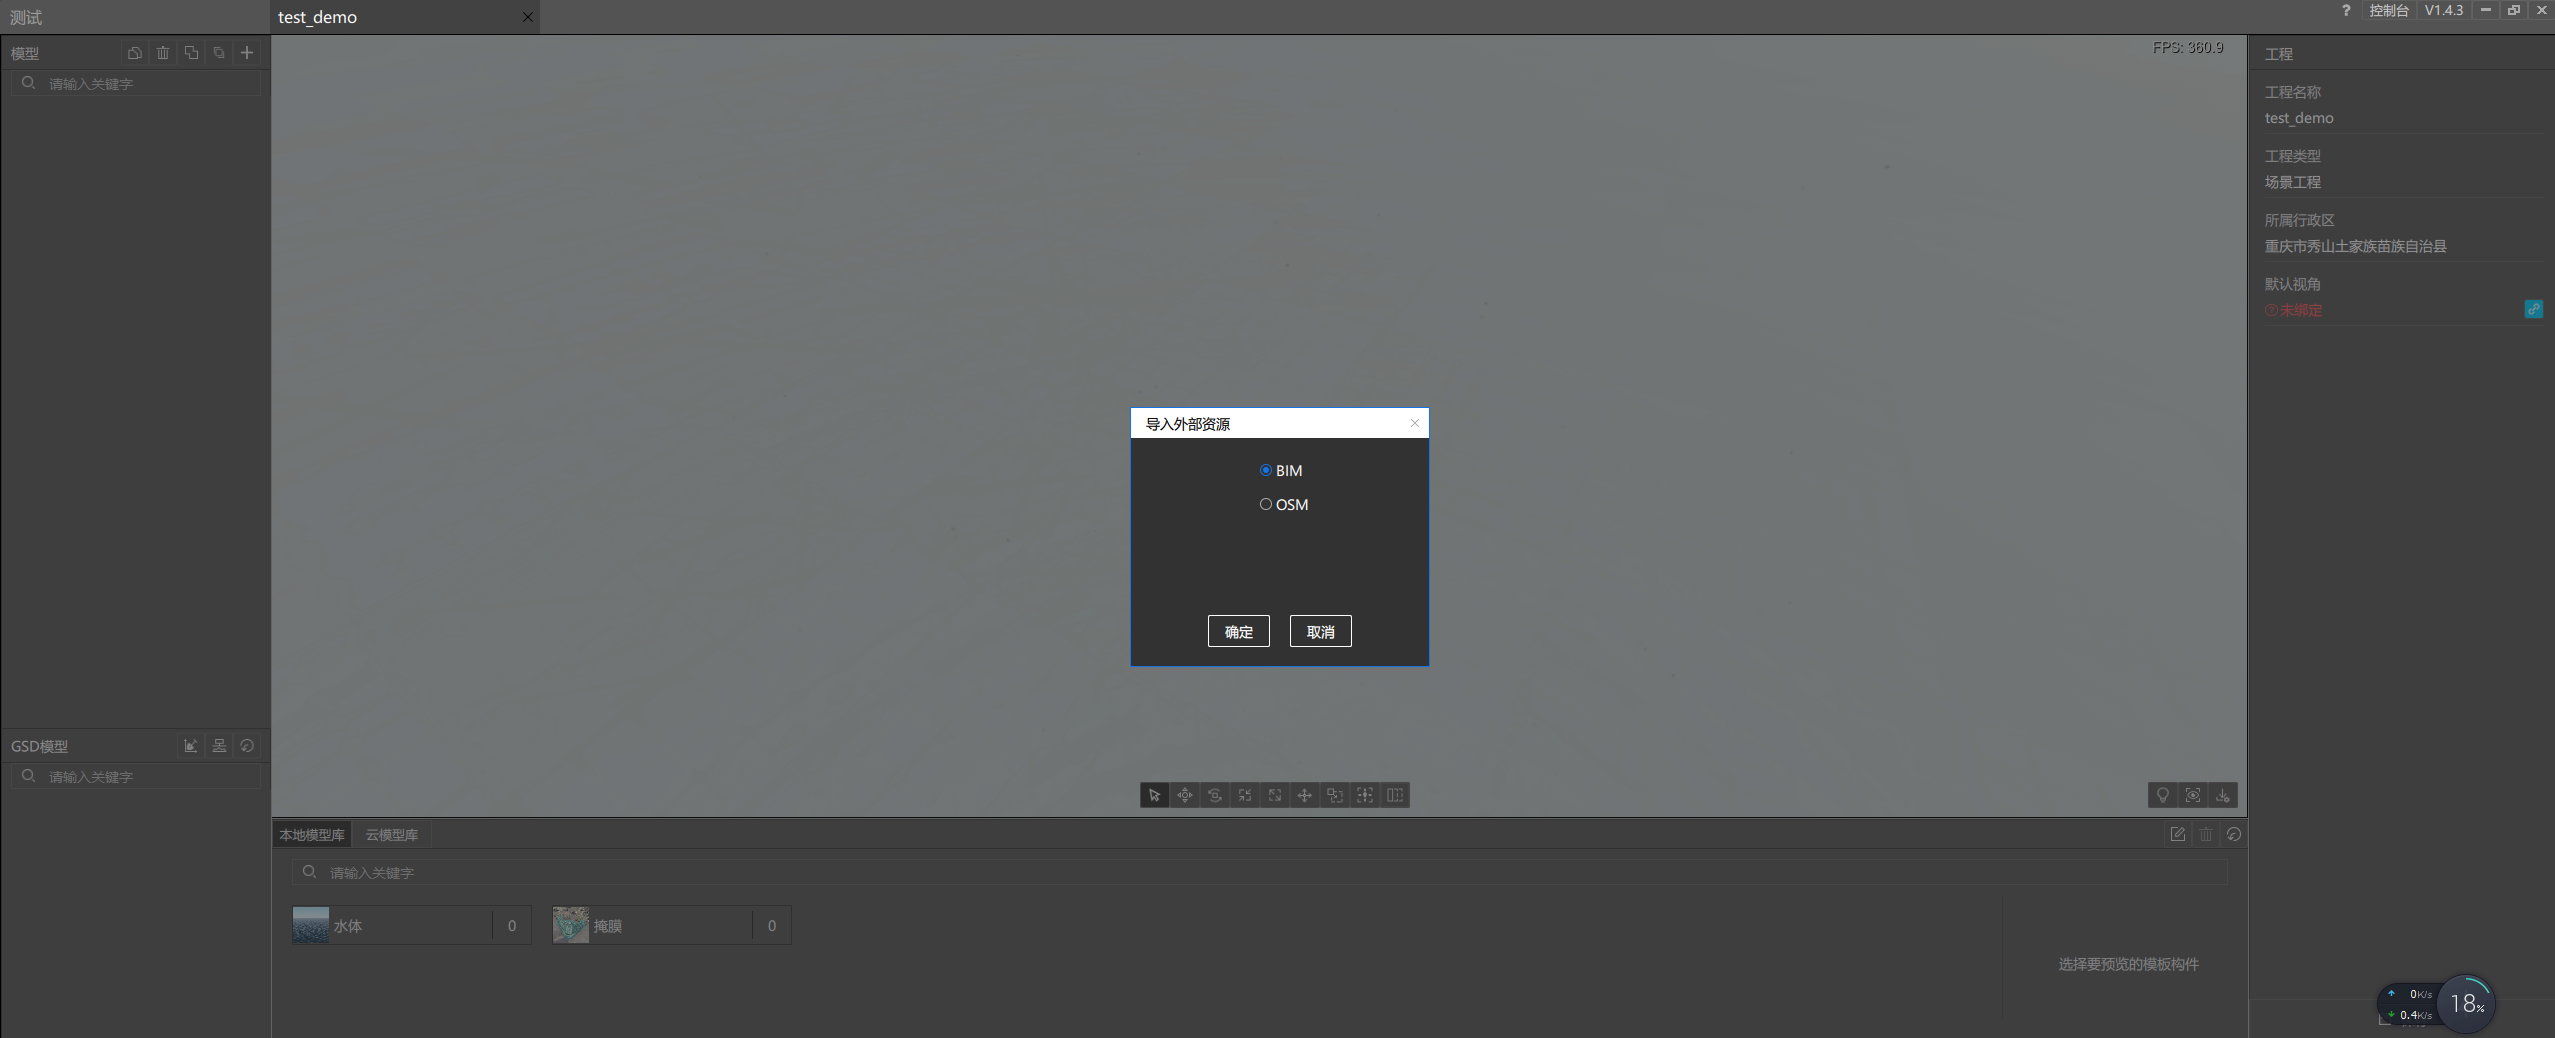 测试
test_demo
? 控制台 V1.4.3
模型
请输入关键字
FPS: 360.9
工程
工程名称
test_demo
工程类型
场景工程
所属行政区
重庆市秀山土家族苗族自治县
默认视角
未绑定
导入外部资源
BIM
OSM
确定 取消
GSD模型
请输入关键字
本地模型库 云模型库
请输入关键字
水体 0
掩膜 0
选择要预览的模板构件
0K/s
0.4K/s
18%